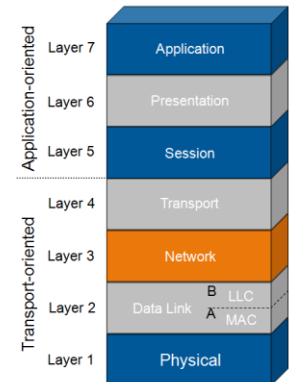 Application-oriented
Transport-oriented
Layer 7 Application
Layer 6 Presentation
Layer 5 Session
Layer 4 Transport
Layer 3 Network
Layer 2 Data Link B LLC
A MAC
Layer 1 Physical